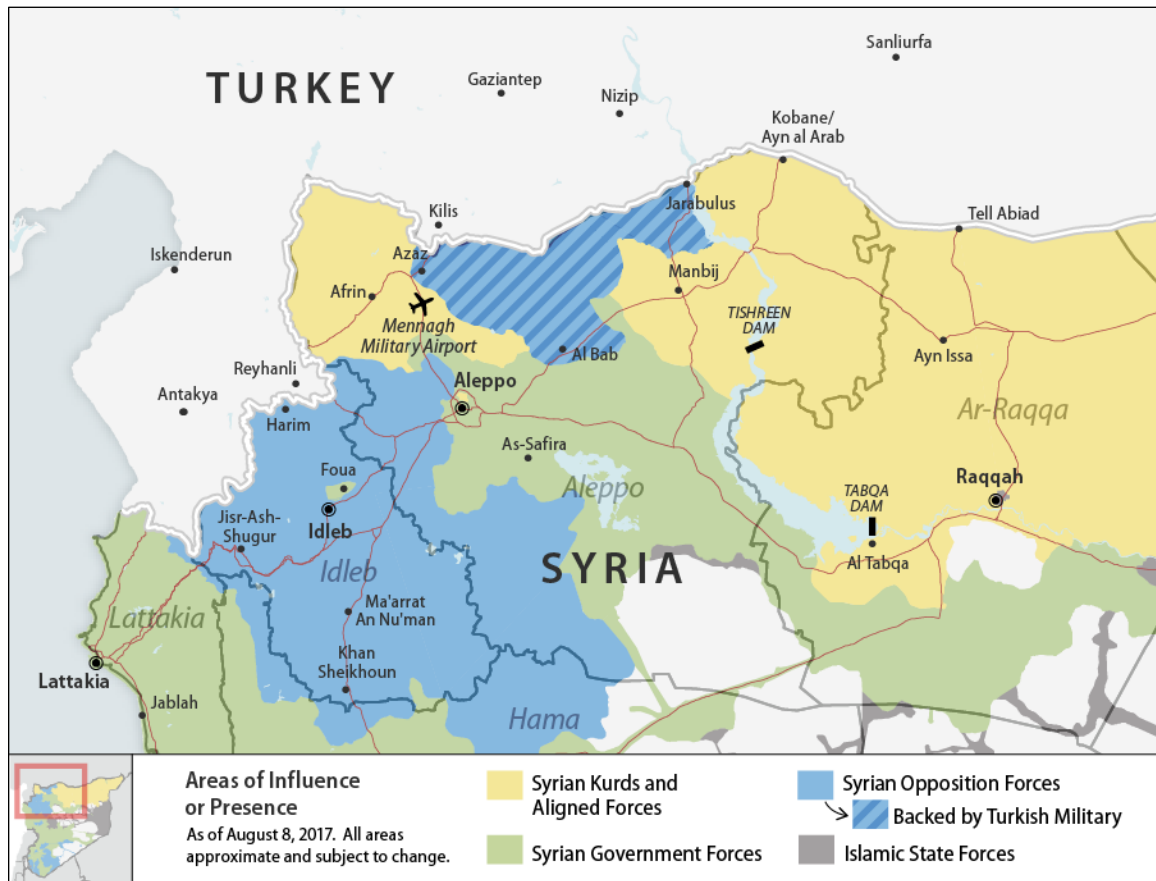 Sanliurfa
TURKEY
Gaziantep
Nizip
Kobane/
Ayn al Arab
Jarabulus
Tell Abiad
Kilis
Iskenderun
Azaz
Manbij
Afrin
Mennagh
Military Airport
TISHREEN
DAM
Al Bab
Ayn Issa
Reyhanli
Aleppo
Antakya
Harim
Ar-Raqqa
As-Safira
Foua
Aleppo
Raqqah
TABQA
DAM
Idleb
Jisr-Ash-
Shugur
Idleb
SYRIA
Al Tabqa
Lattakia
Ma'arrat
An Nu'man
Khan
Sheikhoun
Lattakia
Jablah
Hama
Areas of Influence
or Presence
As of August 8, 2017. All areas
approximate and subject to change.
Syrian Kurds and
Aligned Forces
Syrian Government Forces
Syrian Opposition Forces
Backed by Turkish Military
Islamic State Forces